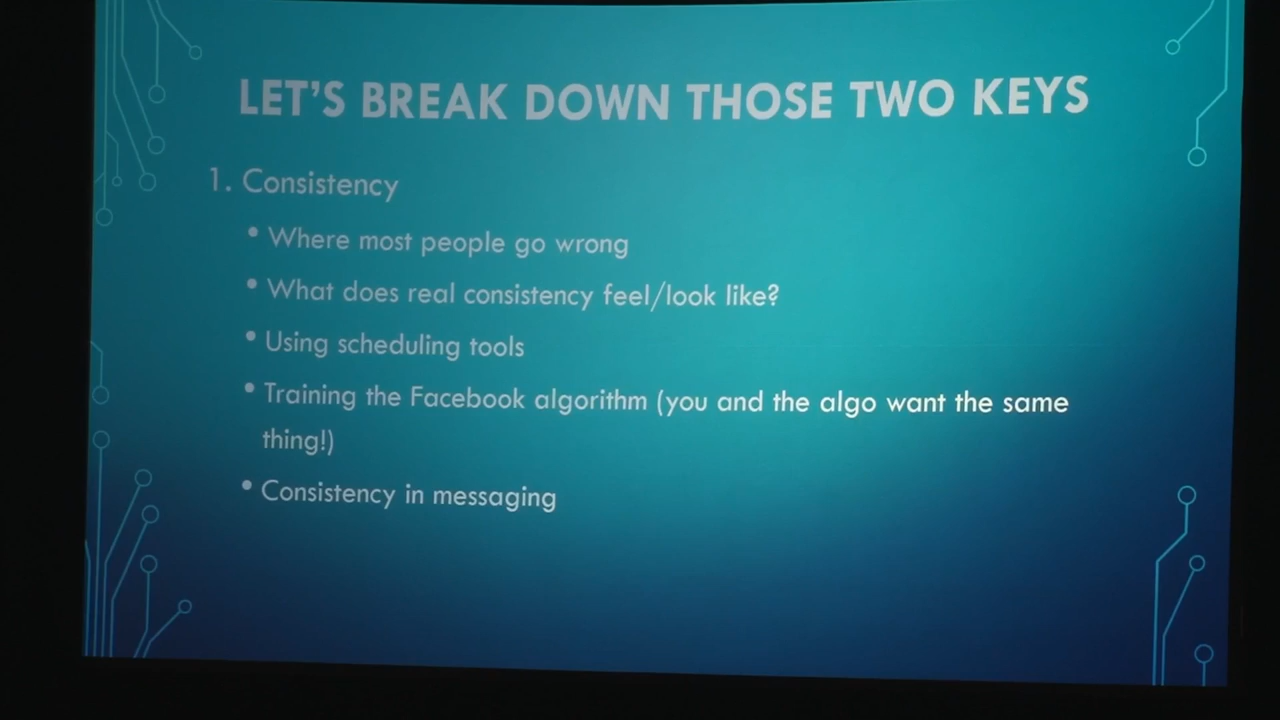 LET'S BREAK DOWN THOSE TWO KEYS
1. Consistency
• Where most people go wrong
• What does real consistency feel/look like?
• Using scheduling tools
• Training the Facebook algorithm (you and the algo want the same
thing!)
• Consistency in messaging